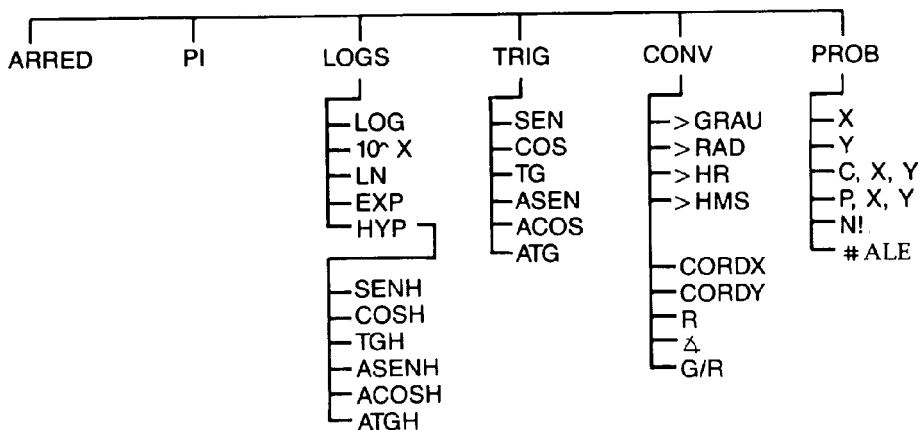 ARRED PI LOGS TRIG CONV PROB
LOG
10^ X
LN
EXP
HYP
SENH
COSH
TGH
ASENH
ACOSH
ATGH
SEN
COS
TG
ASEN
ACOS
ATG
>GRAU
>RAD
>HR
>HMS
CORDX
CORDY
R
∡
G/R
X
Y
C, X, Y
P, X, Y
N!
#ALE